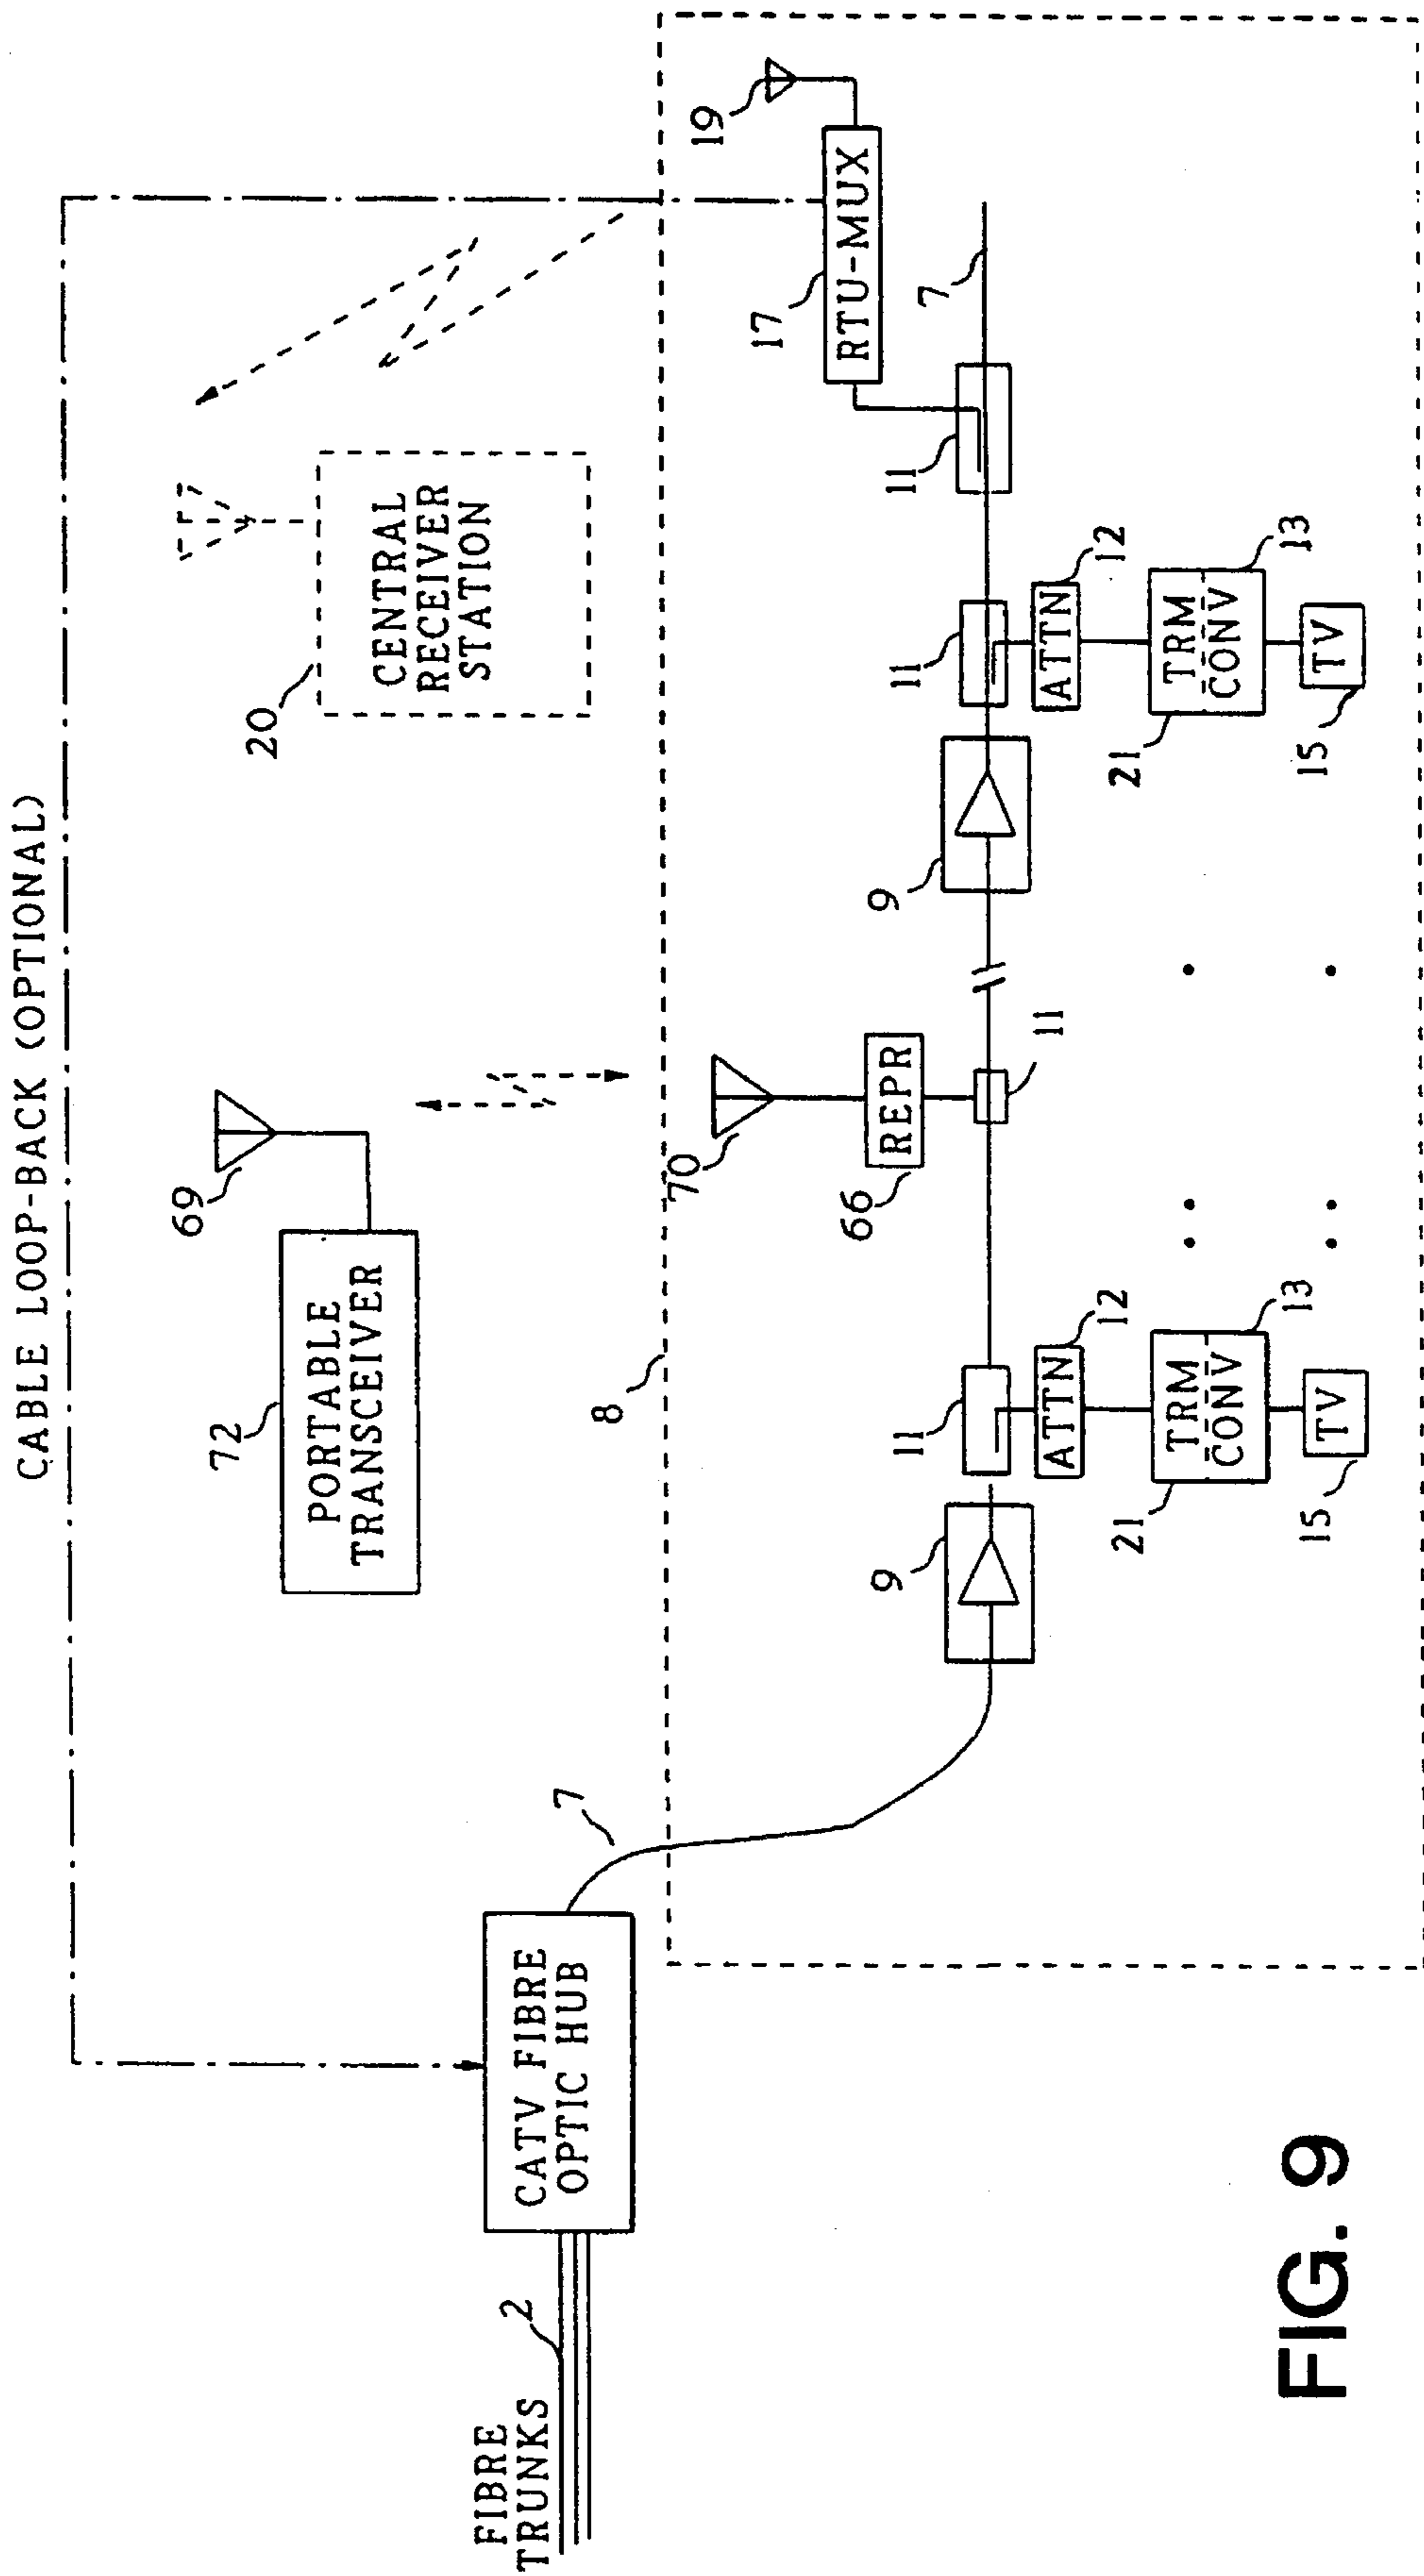 CABLE LOOP-BACK (OPTIONAL)
FIBRE
TRUNKS
2
CATV FIBRE
OPTIC HUB
7
72
PORTABLE
TRANSCEIVER
69
20
CENTRAL
RECEIVER
STATION
8
70
66
REPR
11
17
RTU-MUX
19
9
11
12
ATTN
21
TRM
CONV
13
15
TV
9
11
12
ATTN
21
TRM
CONV
13
15
TV
11
7
FIG. 9